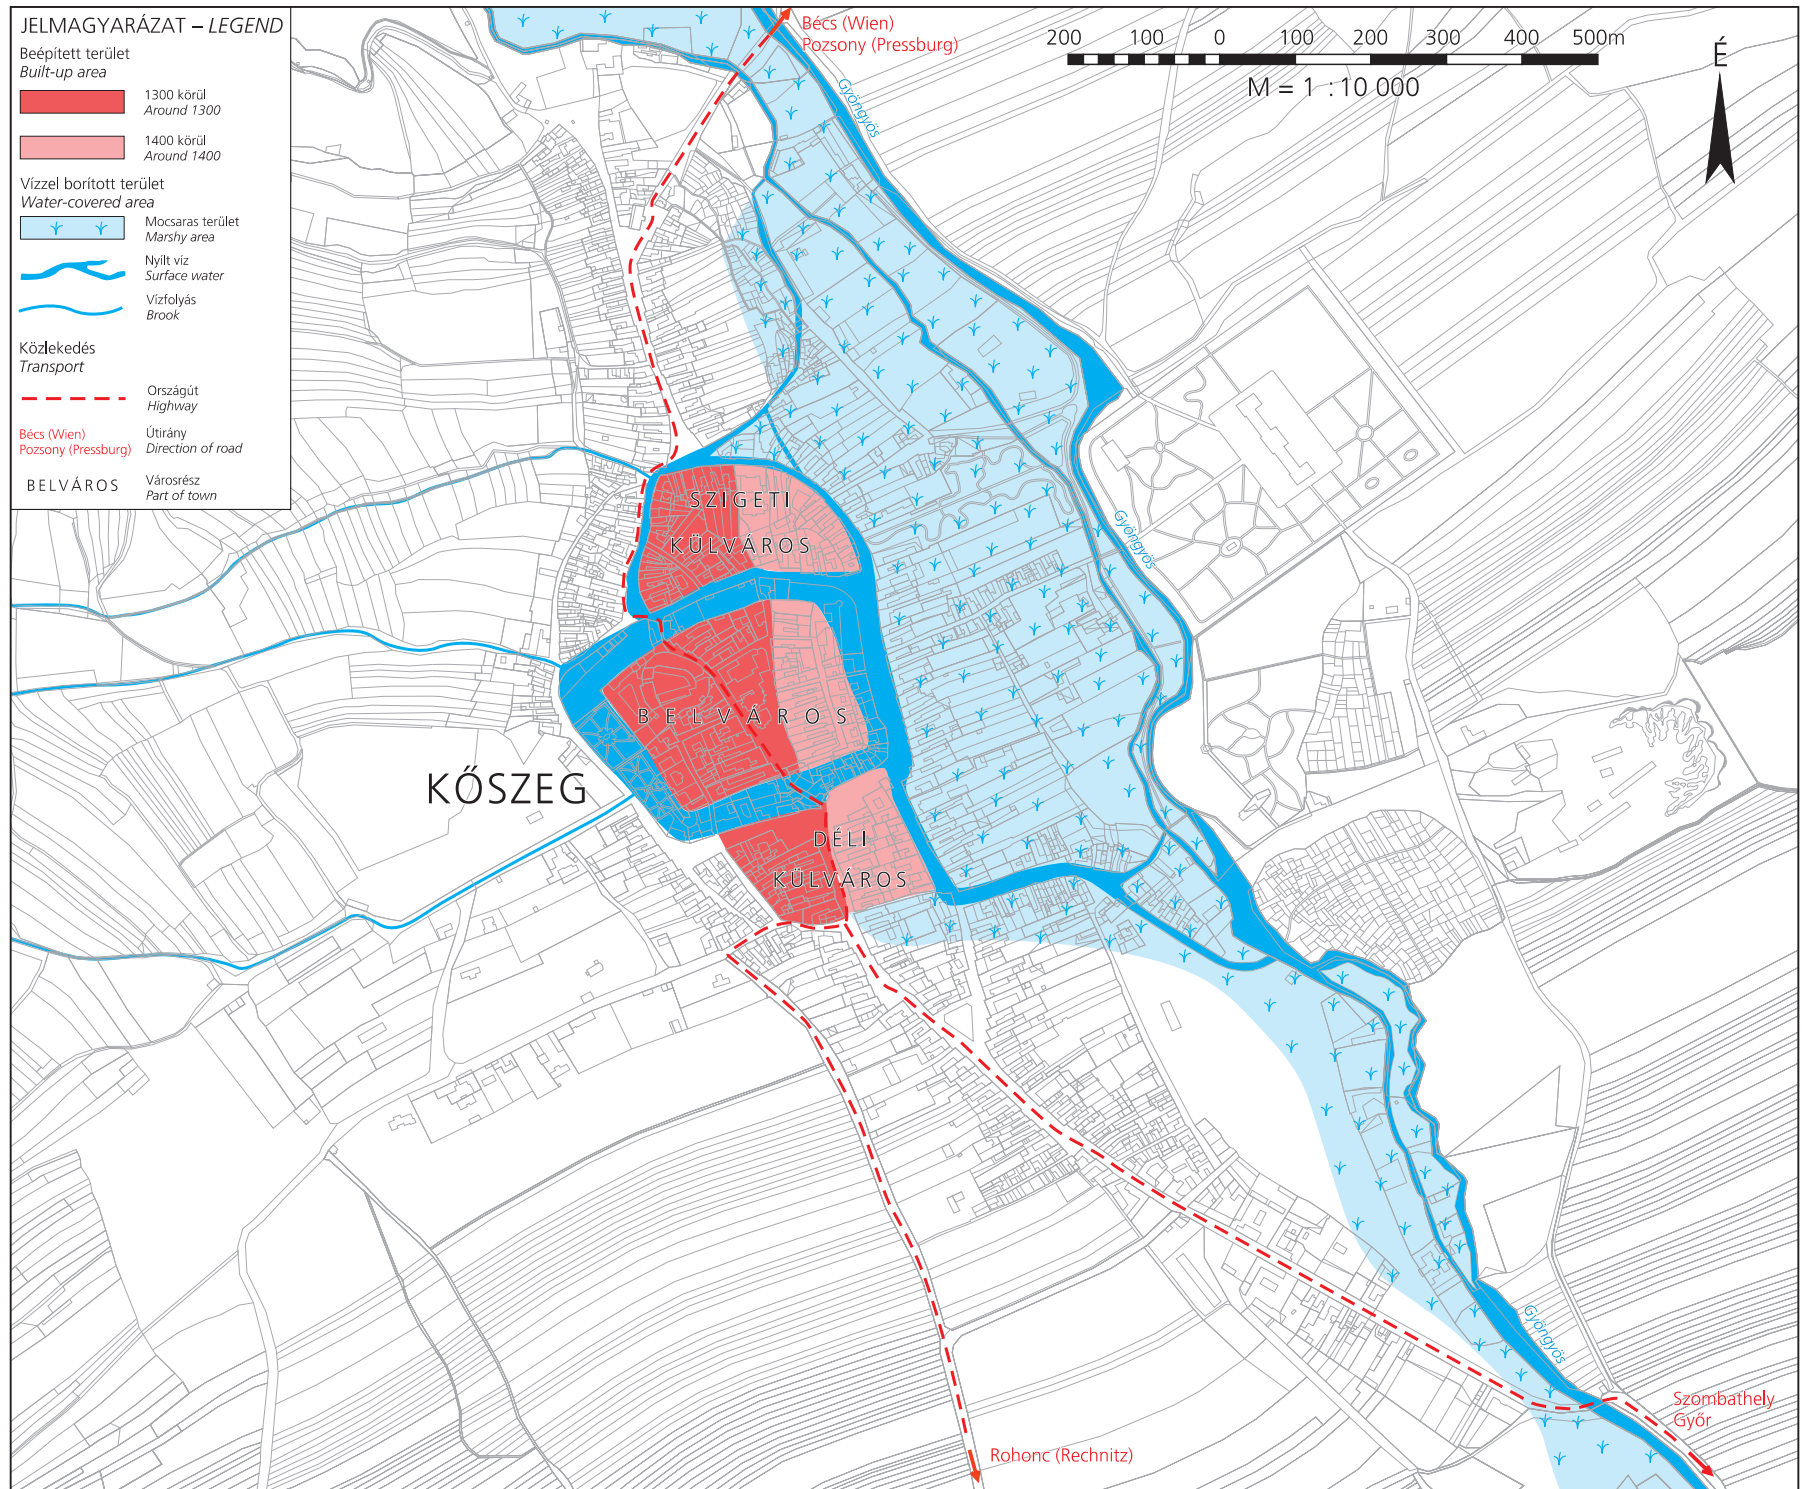 JELMAGYARÁZAT – LEGEND
Beépített terület
Built-up area
1300 körül
Around 1300
1400 körül
Around 1400
Vízzel borított terület
Water-covered area
Mocsaras terület
Marshy area
Nyílt víz
Surface water
Vízfolyás
Brook
Közlekedés
Transport
Országút
Highway
Bécs (Wien)
Pozsony (Pressburg)
Útirány
Direction of road
BELVÁROS
Városrész
Part of town
Bécs (Wien)
Pozsony (Pressburg)
200 100 0 100 200 300 400 500m
M = 1 : 10 000
É
Gyöngyös
SZIGETI
KÜLVÁROS
Gyöngyös
BELVÁROS
KŐSZEG
DÉLI
KÜLVÁROS
Gyöngyös
Szombathely
Győr
Rohonc (Rechnitz)